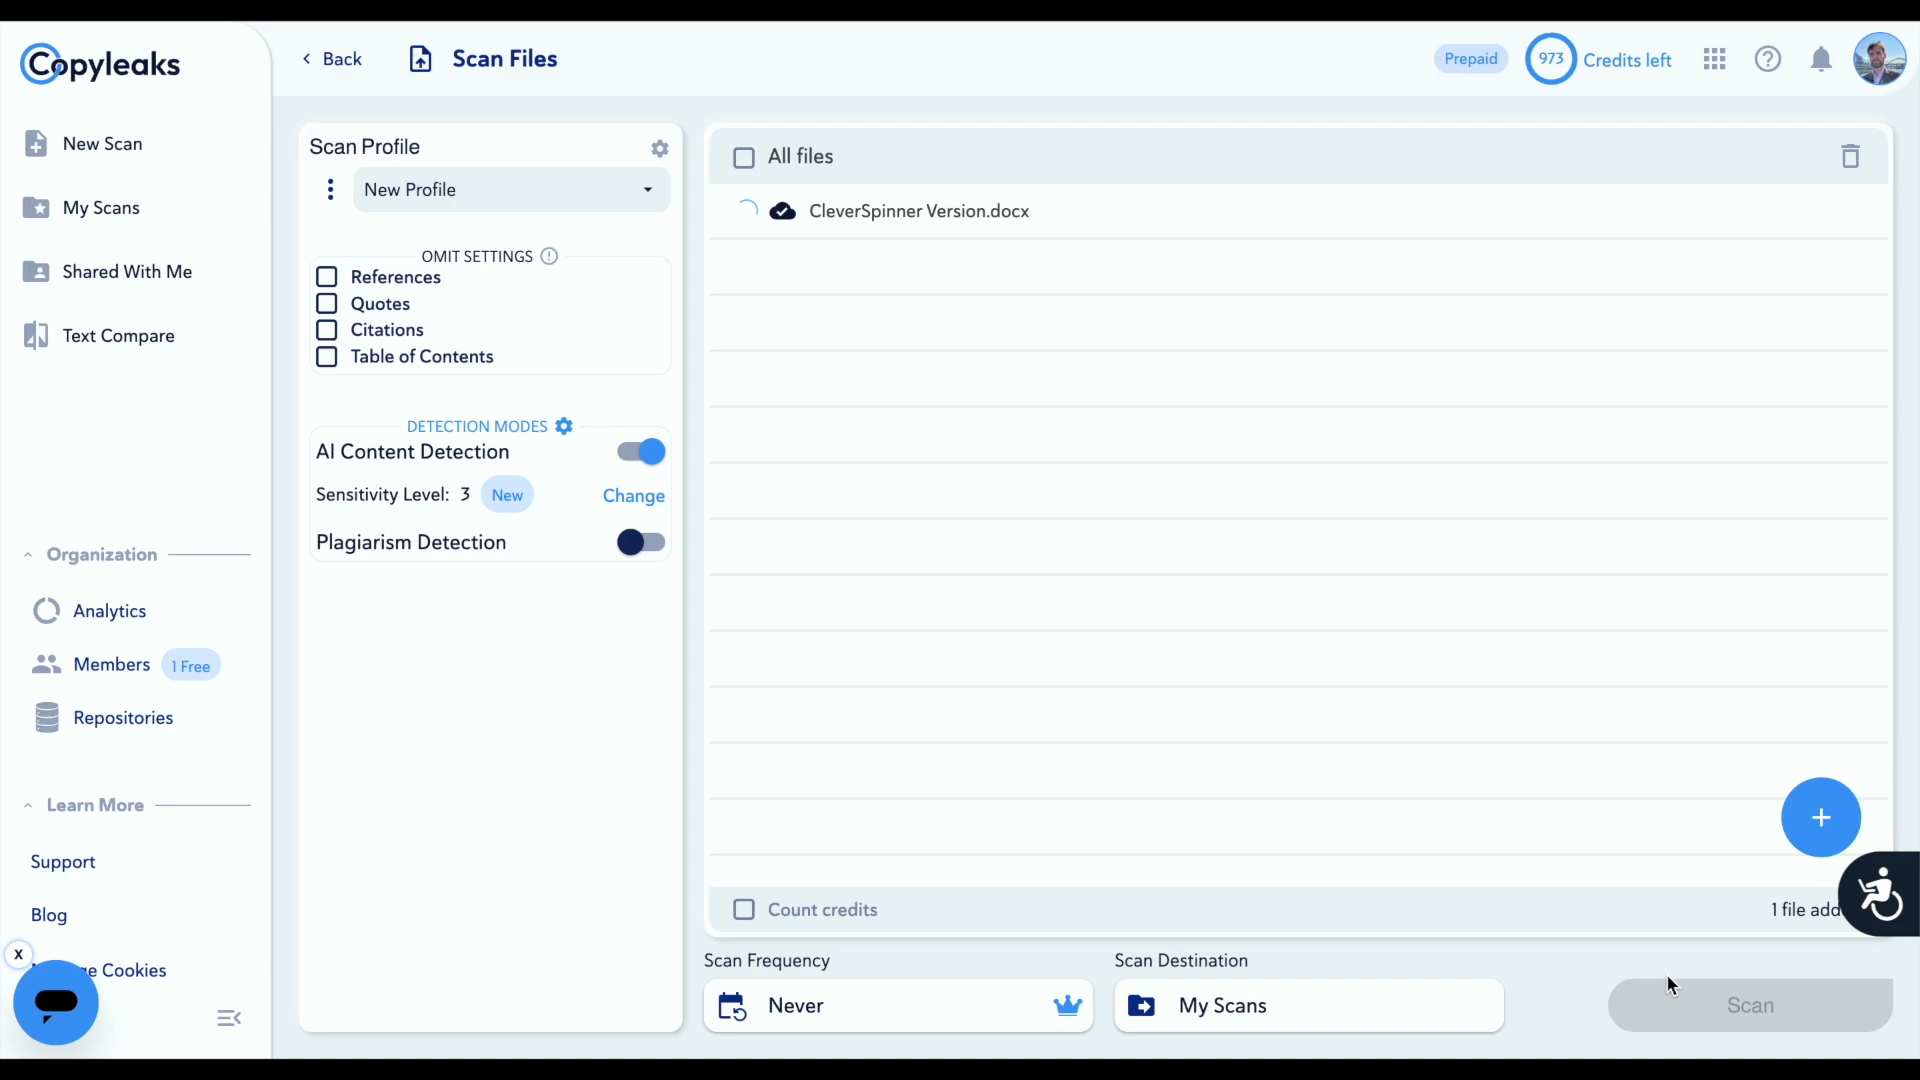 Copyleaks
New Scan
My Scans
Shared With Me
Text Compare
Organization
Analytics
Members 1 Free
Repositories
Learn More
Support
Blog
x
e Cookies
Back
Scan Files
Prepaid 973 Credits left
Scan Profile
New Profile
OMIT SETTINGS
References
Quotes
Citations
Table of Contents
DETECTION MODES
AI Content Detection
Sensitivity Level: 3 New Change
Plagiarism Detection
All files
CleverSpinner Version.docx
+
Count credits
1 file add
Scan Frequency
Never
Scan Destination
My Scans
Scan